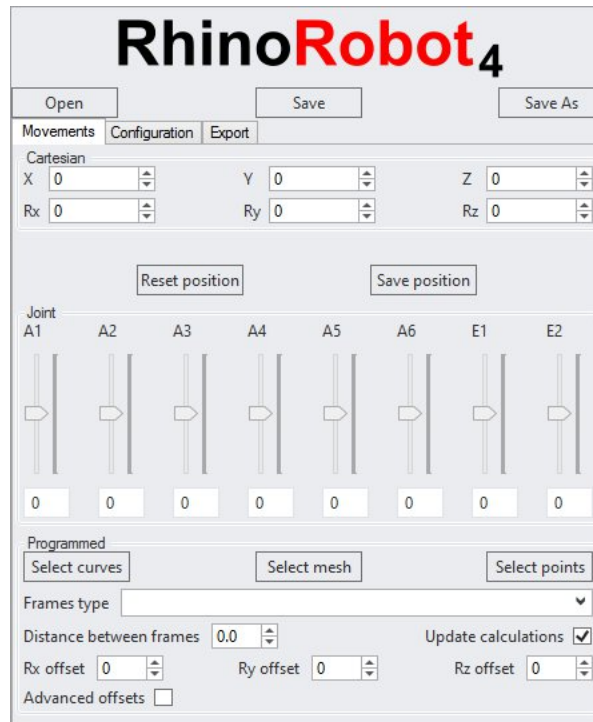 RhinoRobot4
Open Save Save As
Movements Configuration Export
Cartesian
X 0 Y 0 Z 0
Rx 0 Ry 0 Rz 0
Reset position Save position
Joint
A1 A2 A3 A4 A5 A6 E1 E2
0 0 0 0 0 0 0 0
Programmed
Select curves Select mesh Select points
Frames type
Distance between frames 0.0 Update calculations
Rx offset 0 Ry offset 0 Rz offset 0
Advanced offsets